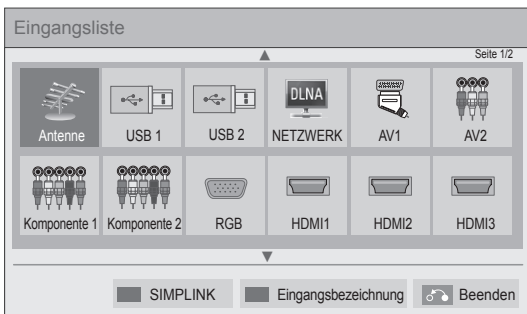 Eingangsliste
Seite 1/2
Antenne
USB 1
USB 2
DLNA
NETZWERK
AV1
AV2
Komponente 1
Komponente 2
RGB
HDMI1
HDMI2
HDMI3
SIMPLINK
Eingangsbezeichnung
Beenden